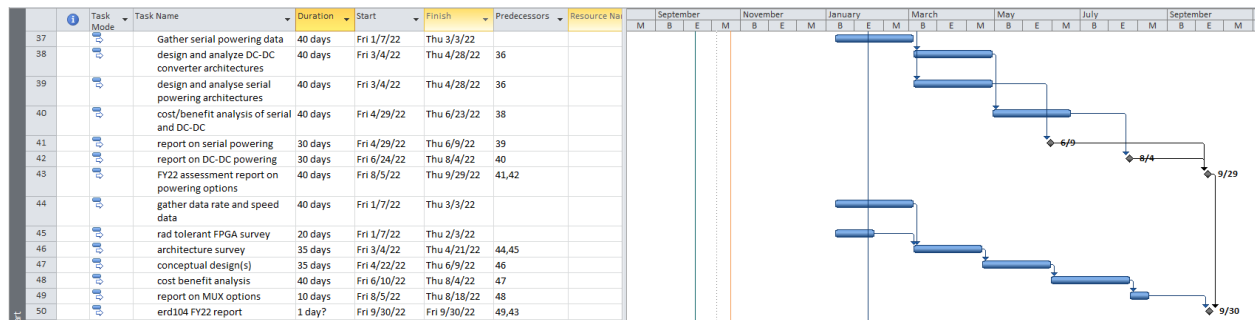 Task Mode Task Name Duration Start Finish Predecessors Resource Nar
September November January March May July September
M B E M B E M B E M B E M B E M B E M B E M
37 Gather serial powering data 40 days Fri 1/7/22 Thu 3/3/22
38 design and analyze DC-DC converter architectures 40 days Fri 3/4/22 Thu 4/28/22 36
39 design and analyse serial powering architectures 40 days Fri 3/4/22 Thu 4/28/22 36
40 cost/benefit analysis of serial and DC-DC 40 days Fri 4/29/22 Thu 6/23/22 38
41 report on serial powering 30 days Fri 4/29/22 Thu 6/9/22 39 6/9
42 report on DC-DC powering 30 days Fri 6/24/22 Thu 8/4/22 40 8/4
43 FY22 assessment report on powering options 40 days Fri 8/5/22 Thu 9/29/22 41,42 9/29
44 gather data rate and speed data 40 days Fri 1/7/22 Thu 3/3/22
45 rad tolerant FPGA survey 20 days Fri 1/7/22 Thu 2/3/22
46 architecture survey 35 days Fri 3/4/22 Thu 4/21/22 44,45
47 conceptual design(s) 35 days Fri 4/22/22 Thu 6/9/22 46
48 cost benefit analysis 40 days Fri 6/10/22 Thu 8/4/22 47
49 report on MUX options 10 days Fri 8/5/22 Thu 8/18/22 48
50 erd104 FY22 report 1 day? Fri 9/30/22 Fri 9/30/22 49,43 9/30